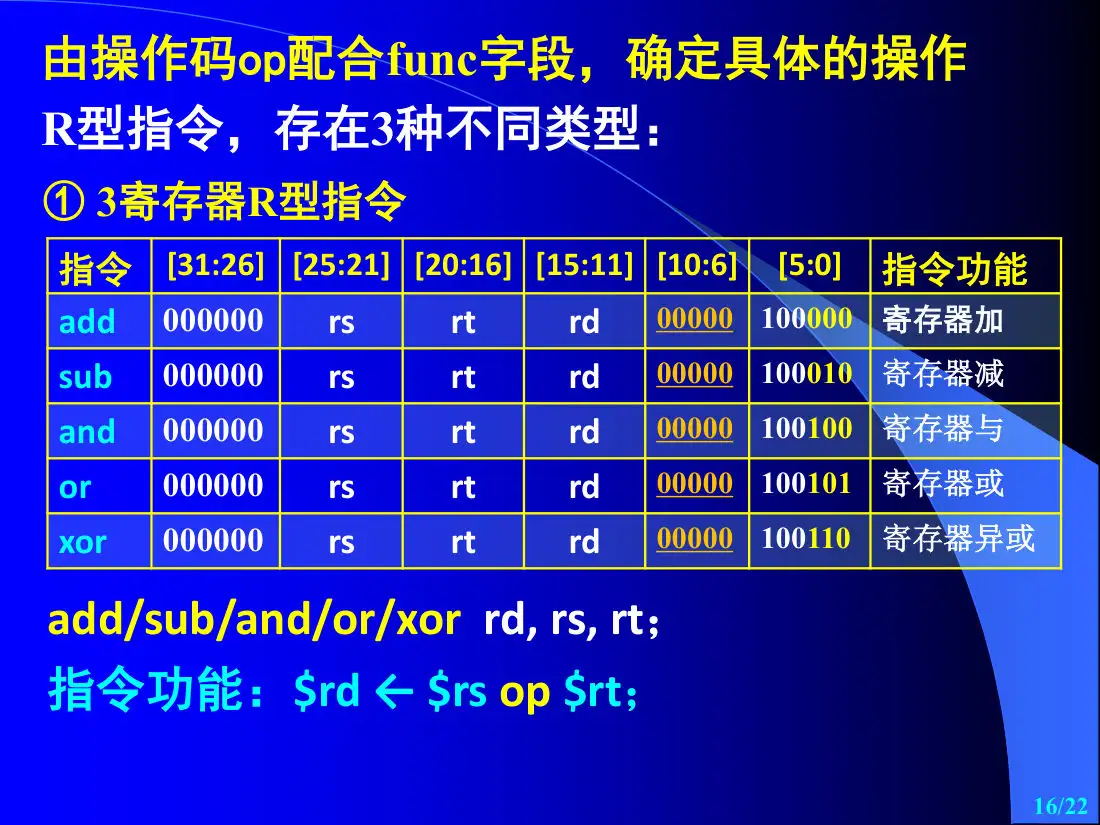 由操作码op配合func字段，确定具体的操作
R型指令，存在3种不同类型：
① 3寄存器R型指令
指令 [31:26] [25:21] [20:16] [15:11] [10:6] [5:0] 指令功能
add 000000 rs rt rd 00000 100000 寄存器加
sub 000000 rs rt rd 00000 100010 寄存器减
and 000000 rs rt rd 00000 100100 寄存器与
or 000000 rs rt rd 00000 100101 寄存器或
xor 000000 rs rt rd 00000 100110 寄存器异或
add/sub/and/or/xor rd, rs, rt；
指令功能：$rd ← $rs op $rt；
16/22